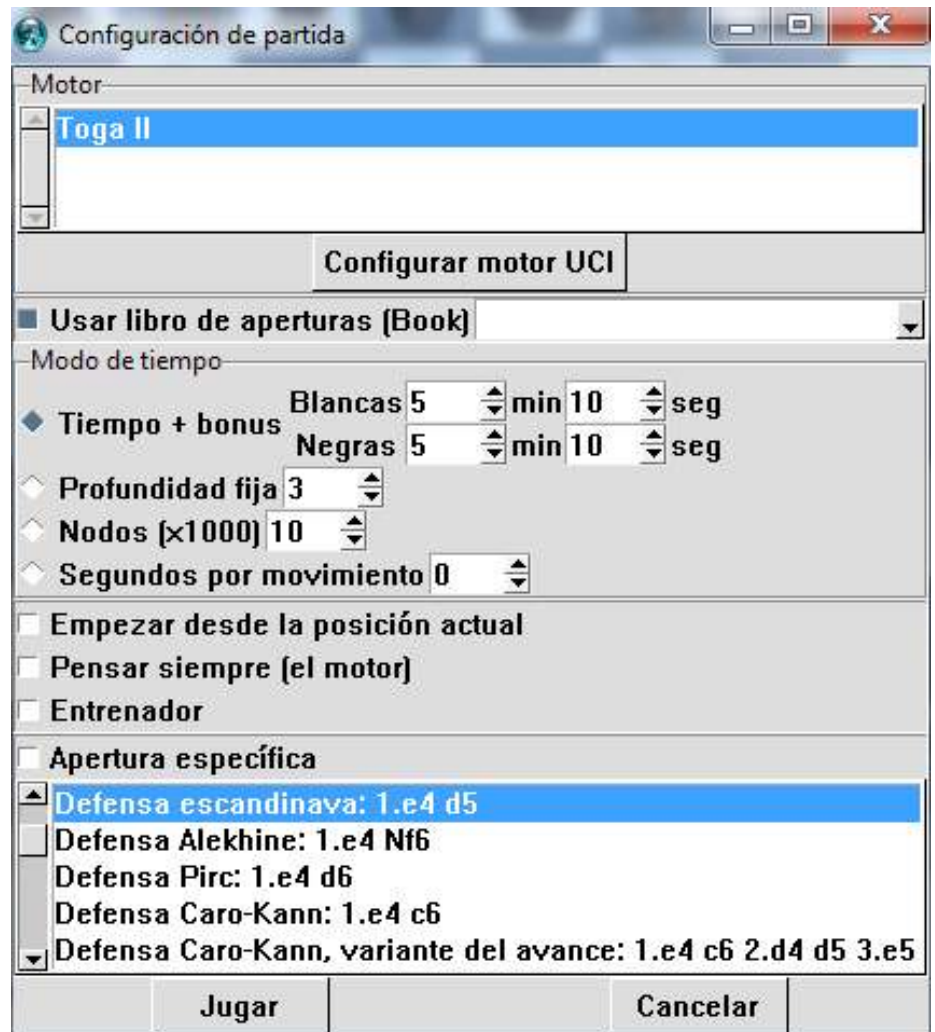 Configuración de partida
Motor
Toga II
Configurar motor UCI
Usar libro de aperturas (Book)
Modo de tiempo
Tiempo + bonus
Blancas 5 min 10 seg
Negras 5 min 10 seg
Profundidad fija 3
Nodos (x1000) 10
Segundos por movimiento 0
Empezar desde la posición actual
Pensar siempre (el motor)
Entrenador
Apertura específica
Defensa escandinava: 1.e4 d5
Defensa Alekhine: 1.e4 Nf6
Defensa Pirc: 1.e4 d6
Defensa Caro-Kann: 1.e4 c6
Defensa Caro-Kann, variante del avance: 1.e4 c6 2.d4 d5 3.e5
Jugar Cancelar